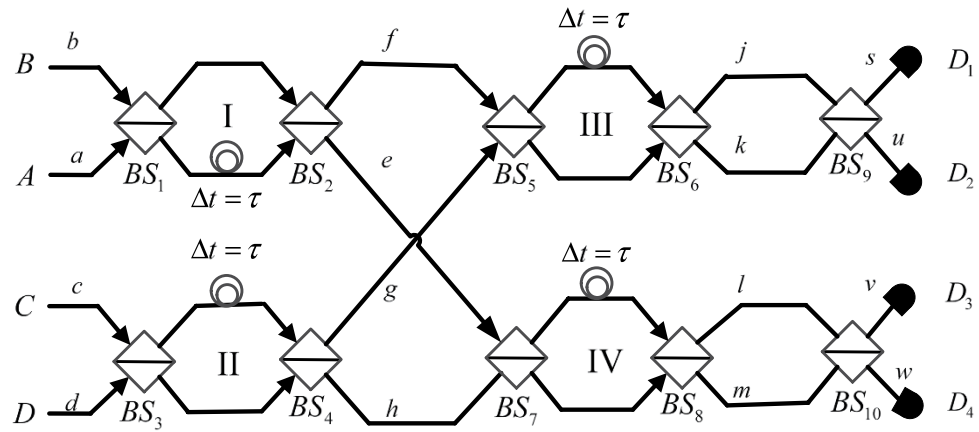 Δt = τ
b f j s D₁
B
I III
a e k u
A BS₁ BS₂ BS₅ BS₆ BS₉ D₂
Δt = τ
Δt = τ Δt = τ
c g l v D₃
C
II IV
d h m w
D BS₃ BS₄ BS₇ BS₈ BS₁₀ D₄